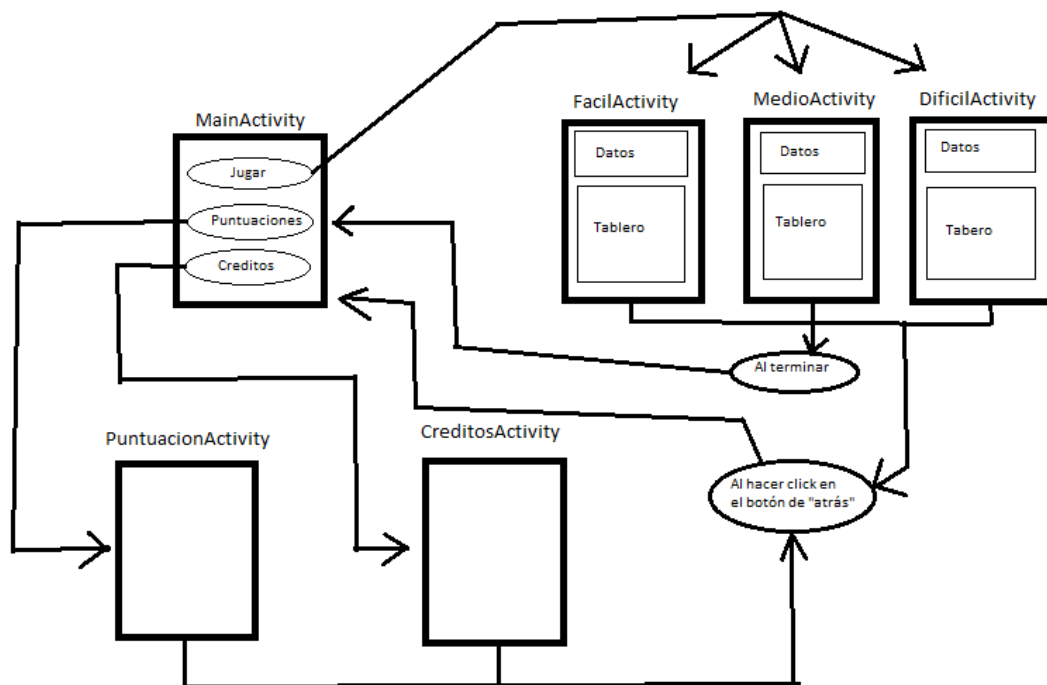 FacilActivity
MedioActivity
DificilActivity
MainActivity
Datos
Datos
Datos
Jugar
Puntuaciones
Creditos
Tablero
Tablero
Tabero
Al terminar
PuntuacionActivity
CreditosActivity
Al hacer click en
el botón de "atrás"